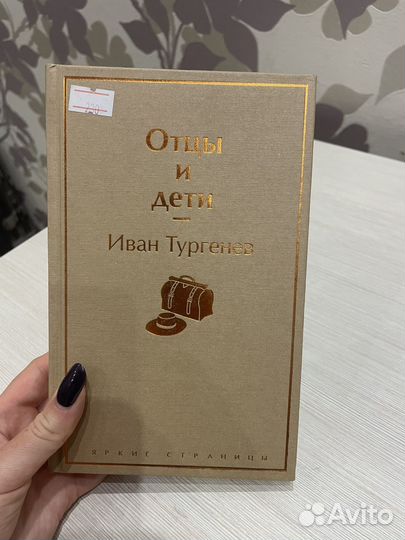 Отцы
и
дети
Иван Тургенев
ЯРКИЕ СТРАНИЦЫ
Avito